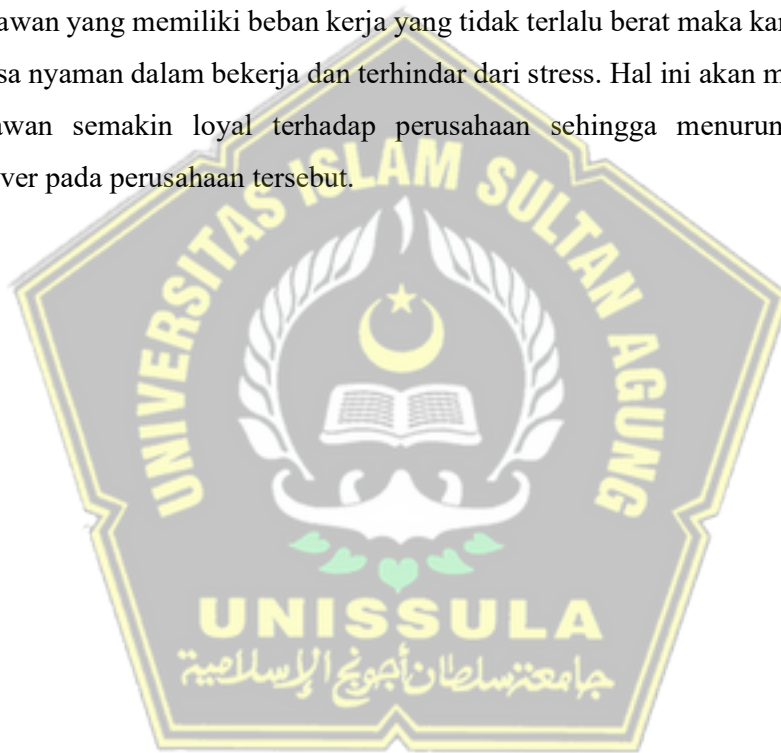 awan yang memiliki beban kerja yang tidak terlalu berat maka kar
sa nyaman dalam bekerja dan terhindar dari stress. Hal ini akan m
awan semakin loyal terhadap perusahaan sehingga menurun
ver pada perusahaan tersebut.
UNIVERSITAS ISLAM SULTAN AGUNG
UNISSULA
جامعة سلطان أجونج الإسلامية